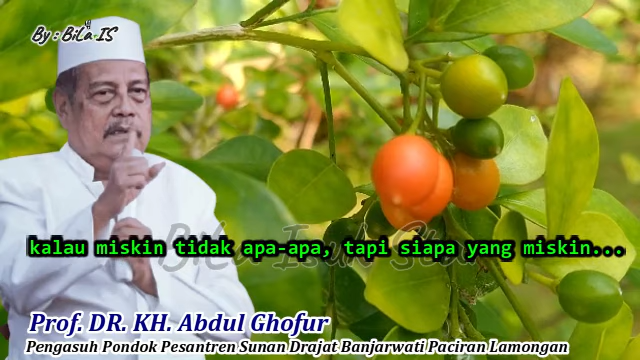 By : BiLa IS
kalau miskin tidak apa-apa, tapi siapa yang miskin...
Prof. DR. KH. Abdul Ghofur
Pengasuh Pondok Pesantren Sunan Drajat Banjarwati Paciran Lamongan